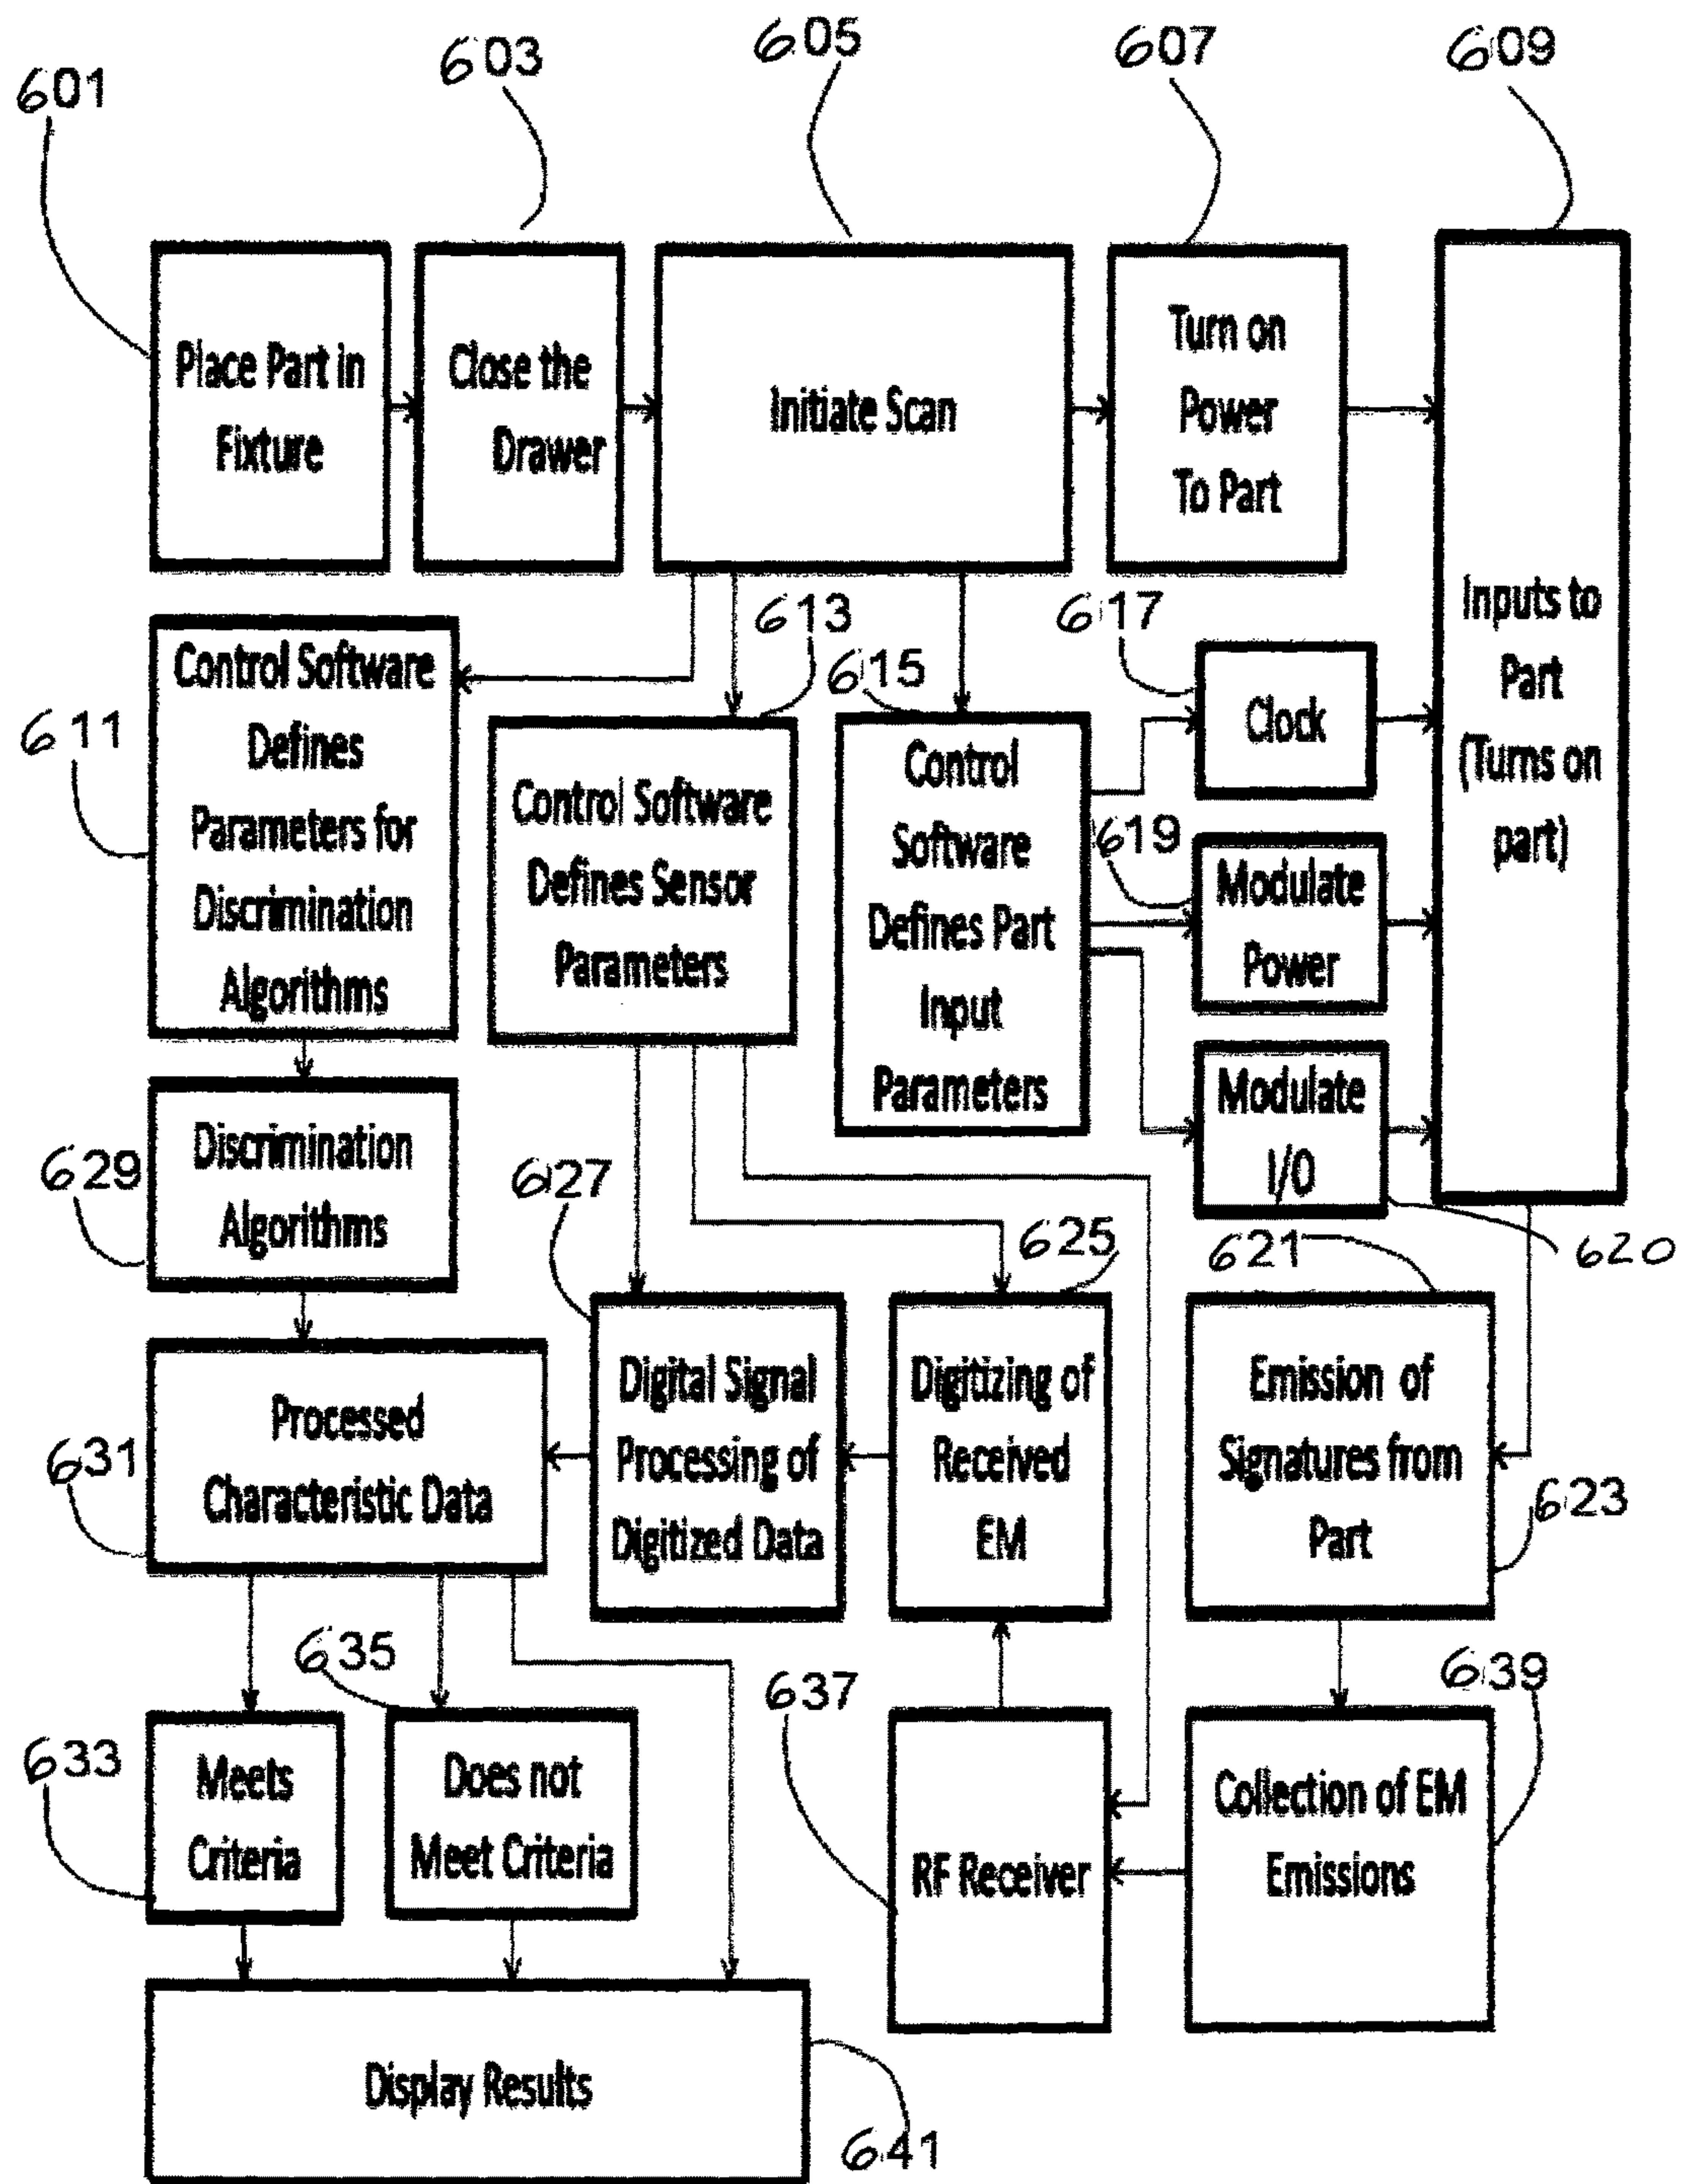 601
603
605
607
609
Place Part in
Fixture
Close the
Drawer
Initiate Scan
Turn on
Power
To Part
Inputs to
Part
(Turns on
part)
611
Control Software
Defines
Parameters for
Discrimination
Algorithms
613
Control Software
Defines Sensor
Parameters
615
Control
Software
Defines Part
Input
Parameters
617
Clock
619
Modulate
Power
Modulate
I/O
620
629
Discrimination
Algorithms
627
Digital Signal
Processing of
Digitized Data
625
Digitizing of
Received
EM
621
Emission of
Signatures from
Part
623
631
Processed
Characteristic Data
633
Meets
Criteria
635
Does not
Meet Criteria
637
RF Receiver
639
Collection of EM
Emissions
Display Results
641